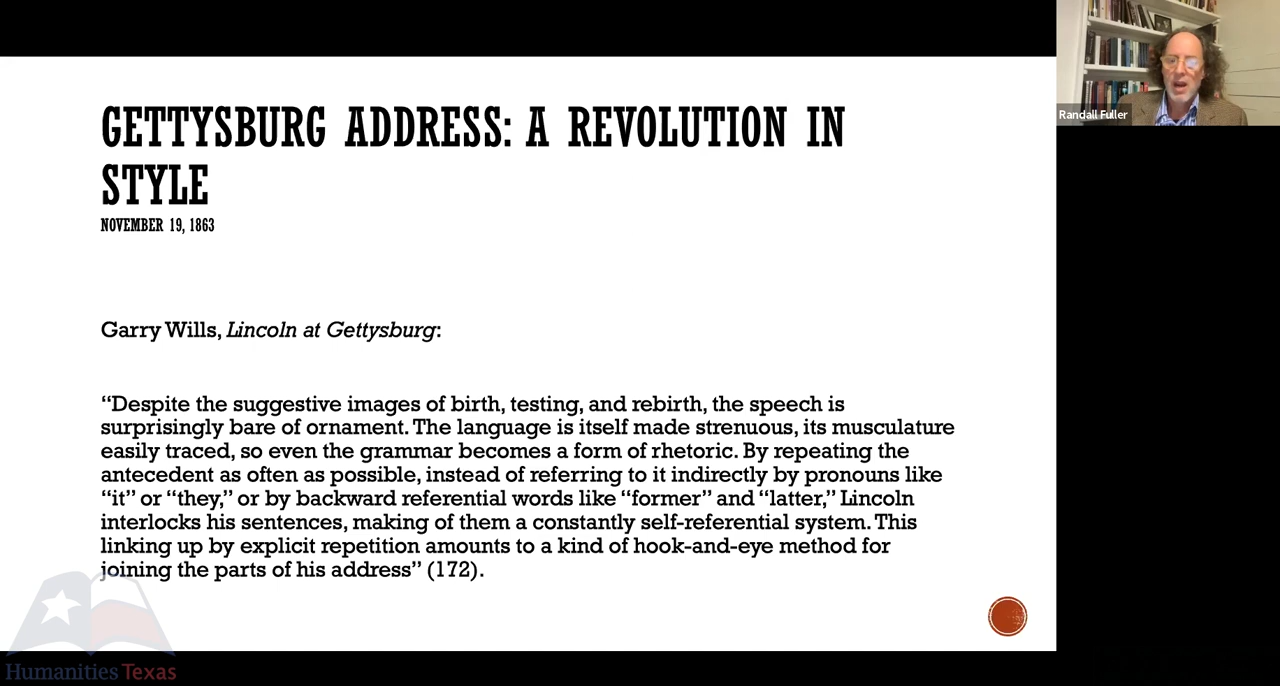 GETTYSBURG ADDRESS: A REVOLUTION IN
STYLE
NOVEMBER 19, 1863
Garry Wills, Lincoln at Gettysburg:
“Despite the suggestive images of birth, testing, and rebirth, the speech is
surprisingly bare of ornament. The language is itself made strenuous, its musculature
easily traced, so even the grammar becomes a form of rhetoric. By repeating the
antecedent as often as possible, instead of referring to it indirectly by pronouns like
“it” or “they,” or by backward referential words like “former” and “latter,” Lincoln
interlocks his sentences, making of them a constantly self-referential system. This
linking up by explicit repetition amounts to a kind of hook-and-eye method for
joining the parts of his address” (172).
Humanities Texas
Randall Fuller